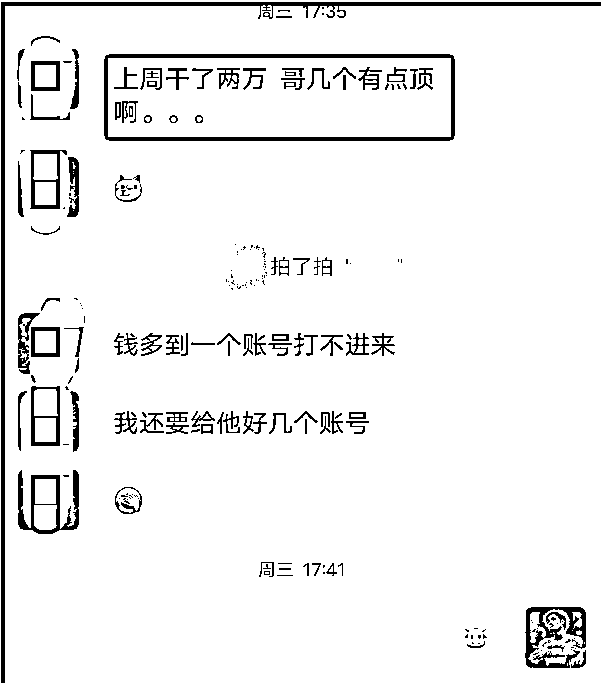 周三 17:35
上周干了两万 哥几个有点顶
啊。。。
拍了拍 " "
钱多到一个账号打不进来
我还要给他好几个账号
周三 17:41